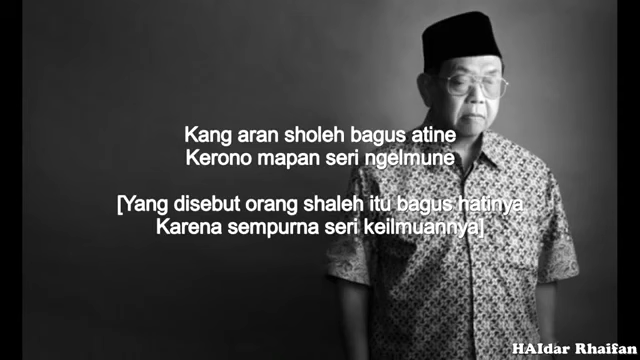 Kang aran sholeh bagus atine
Kerono mapan seri ngelmune
[Yang disebut orang shaleh itu bagus hatinya
Karena sempurna seri keilmuannya]
HAIdar Rhaifan